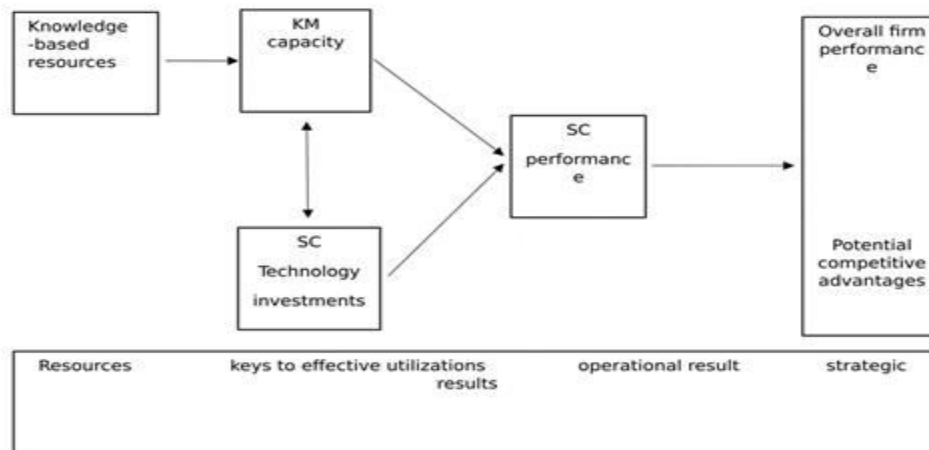 Knowledge
-based
resources
KM
capacity
SC
Technology
investments
SC
performanc
e
Overall firm
performanc
e
Potential
competitive
advantages
Resources keys to effective utilizations operational result strategic
results